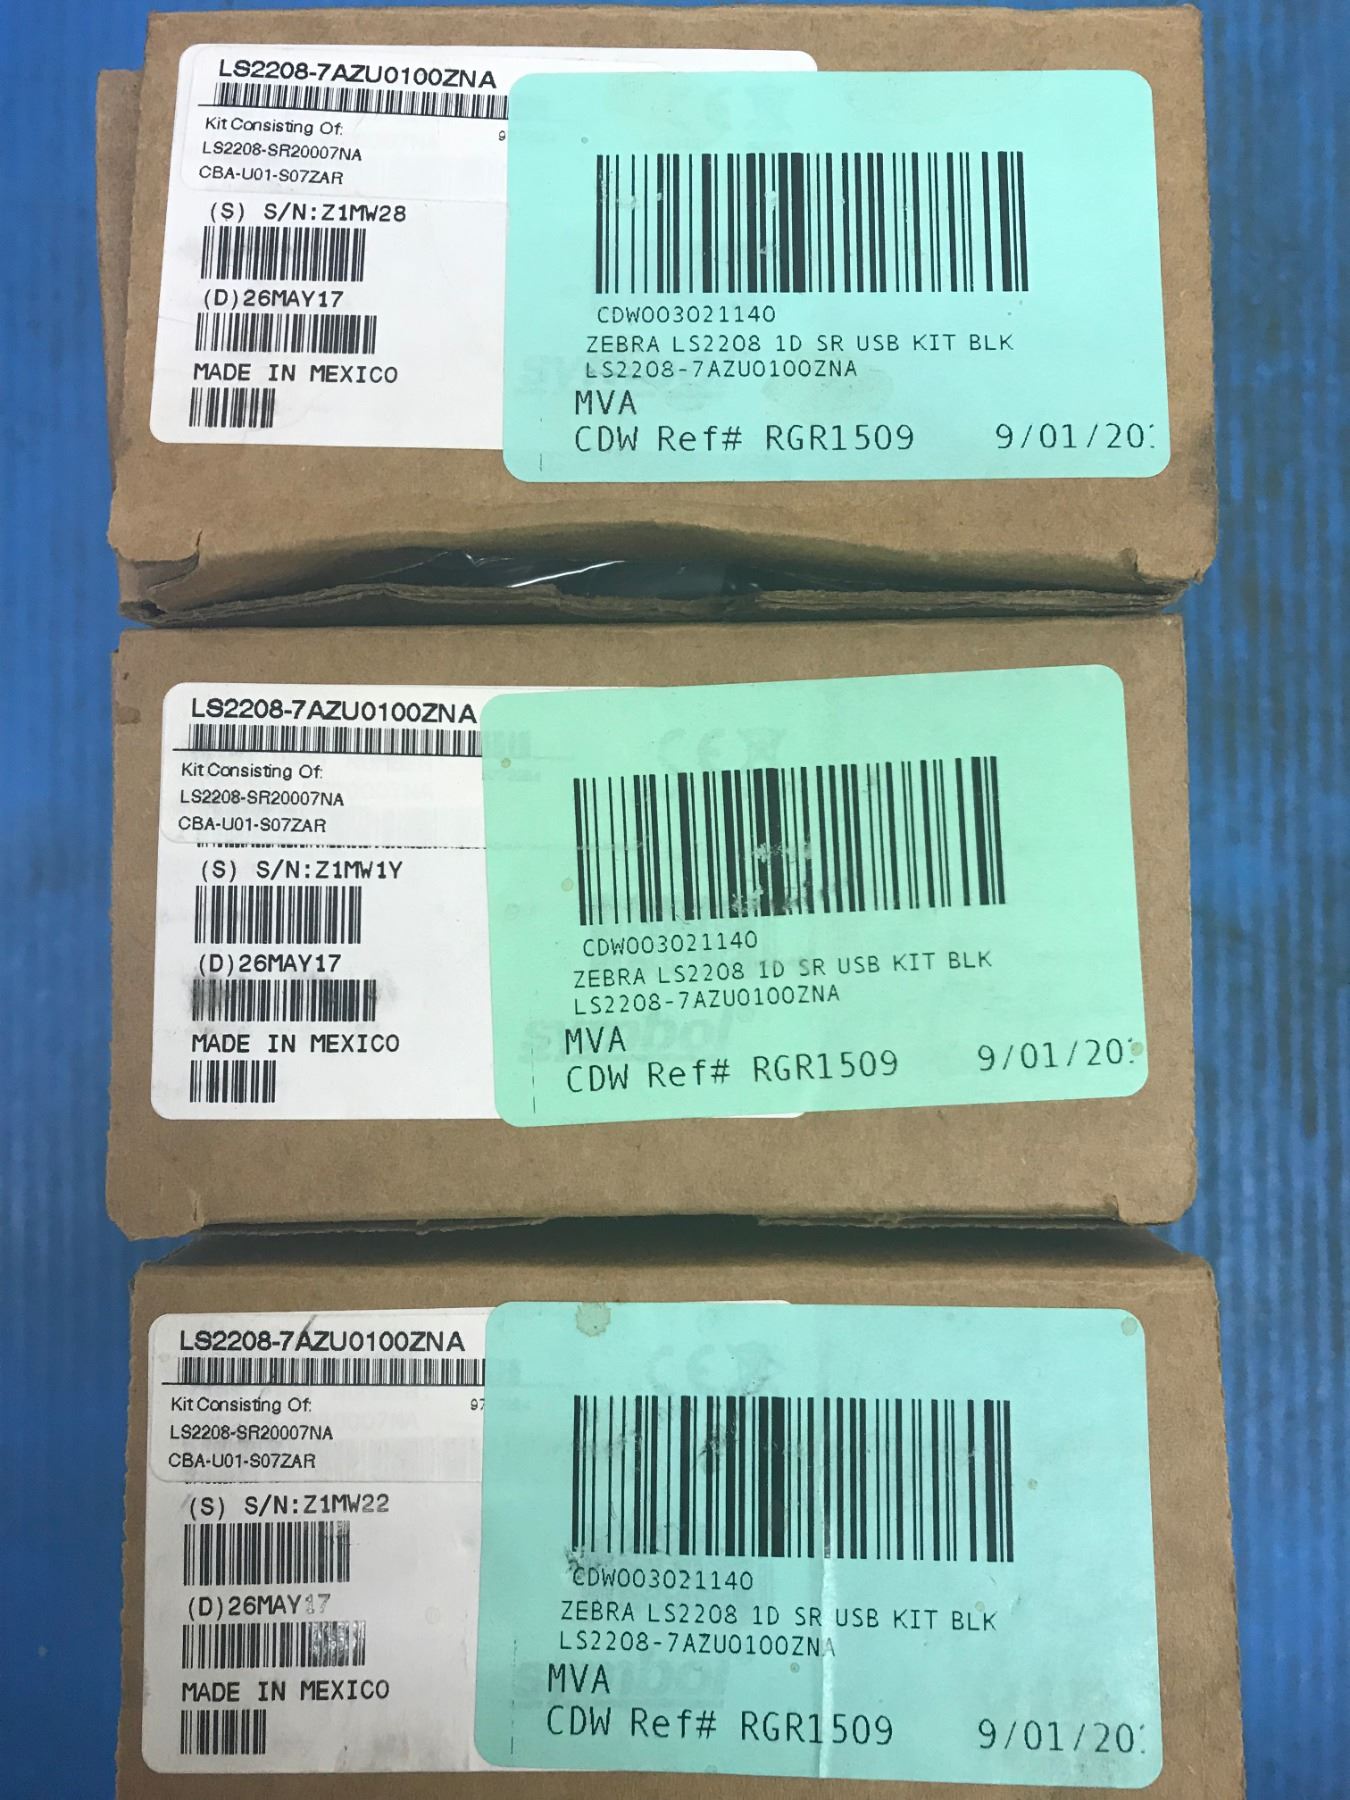 LS2208-7AZU0100ZNA
Kit Consisting Of:
LS2208-SR20007NA
CBA-U01-S07ZAR
(S) S/N:Z1MW28
(D)26MAY17
MADE IN MEXICO
CDW003021140
ZEBRA LS2208 1D SR USB KIT BLK
LS2208-7AZU0100ZNA
MVA
CDW Ref# RGR1509
LS2208-7AZU0100ZNA
Kit Consisting Of:
LS2208-SR20007NA
CBA-U01-S07ZAR
(S) S/N:Z1MW1Y
(D)26MAY17
MADE IN MEXICO
CDW003021140
ZEBRA LS2208 1D SR USB KIT BLK
LS2208-7AZU0100ZNA
symbol
MVA
CDW Ref# RGR1509
LS2208-7AZU0100ZNA
Kit Consisting Of:
LS2208-SR20007NA
CBA-U01-S07ZAR
(S) S/N:Z1MW22
(D)26MAY17
MADE IN MEXICO
CDW003021140
ZEBRA LS2208 1D SR USB KIT BLK
LS2208-7AZU0100ZNA
MVA
CDW Ref# RGR1509